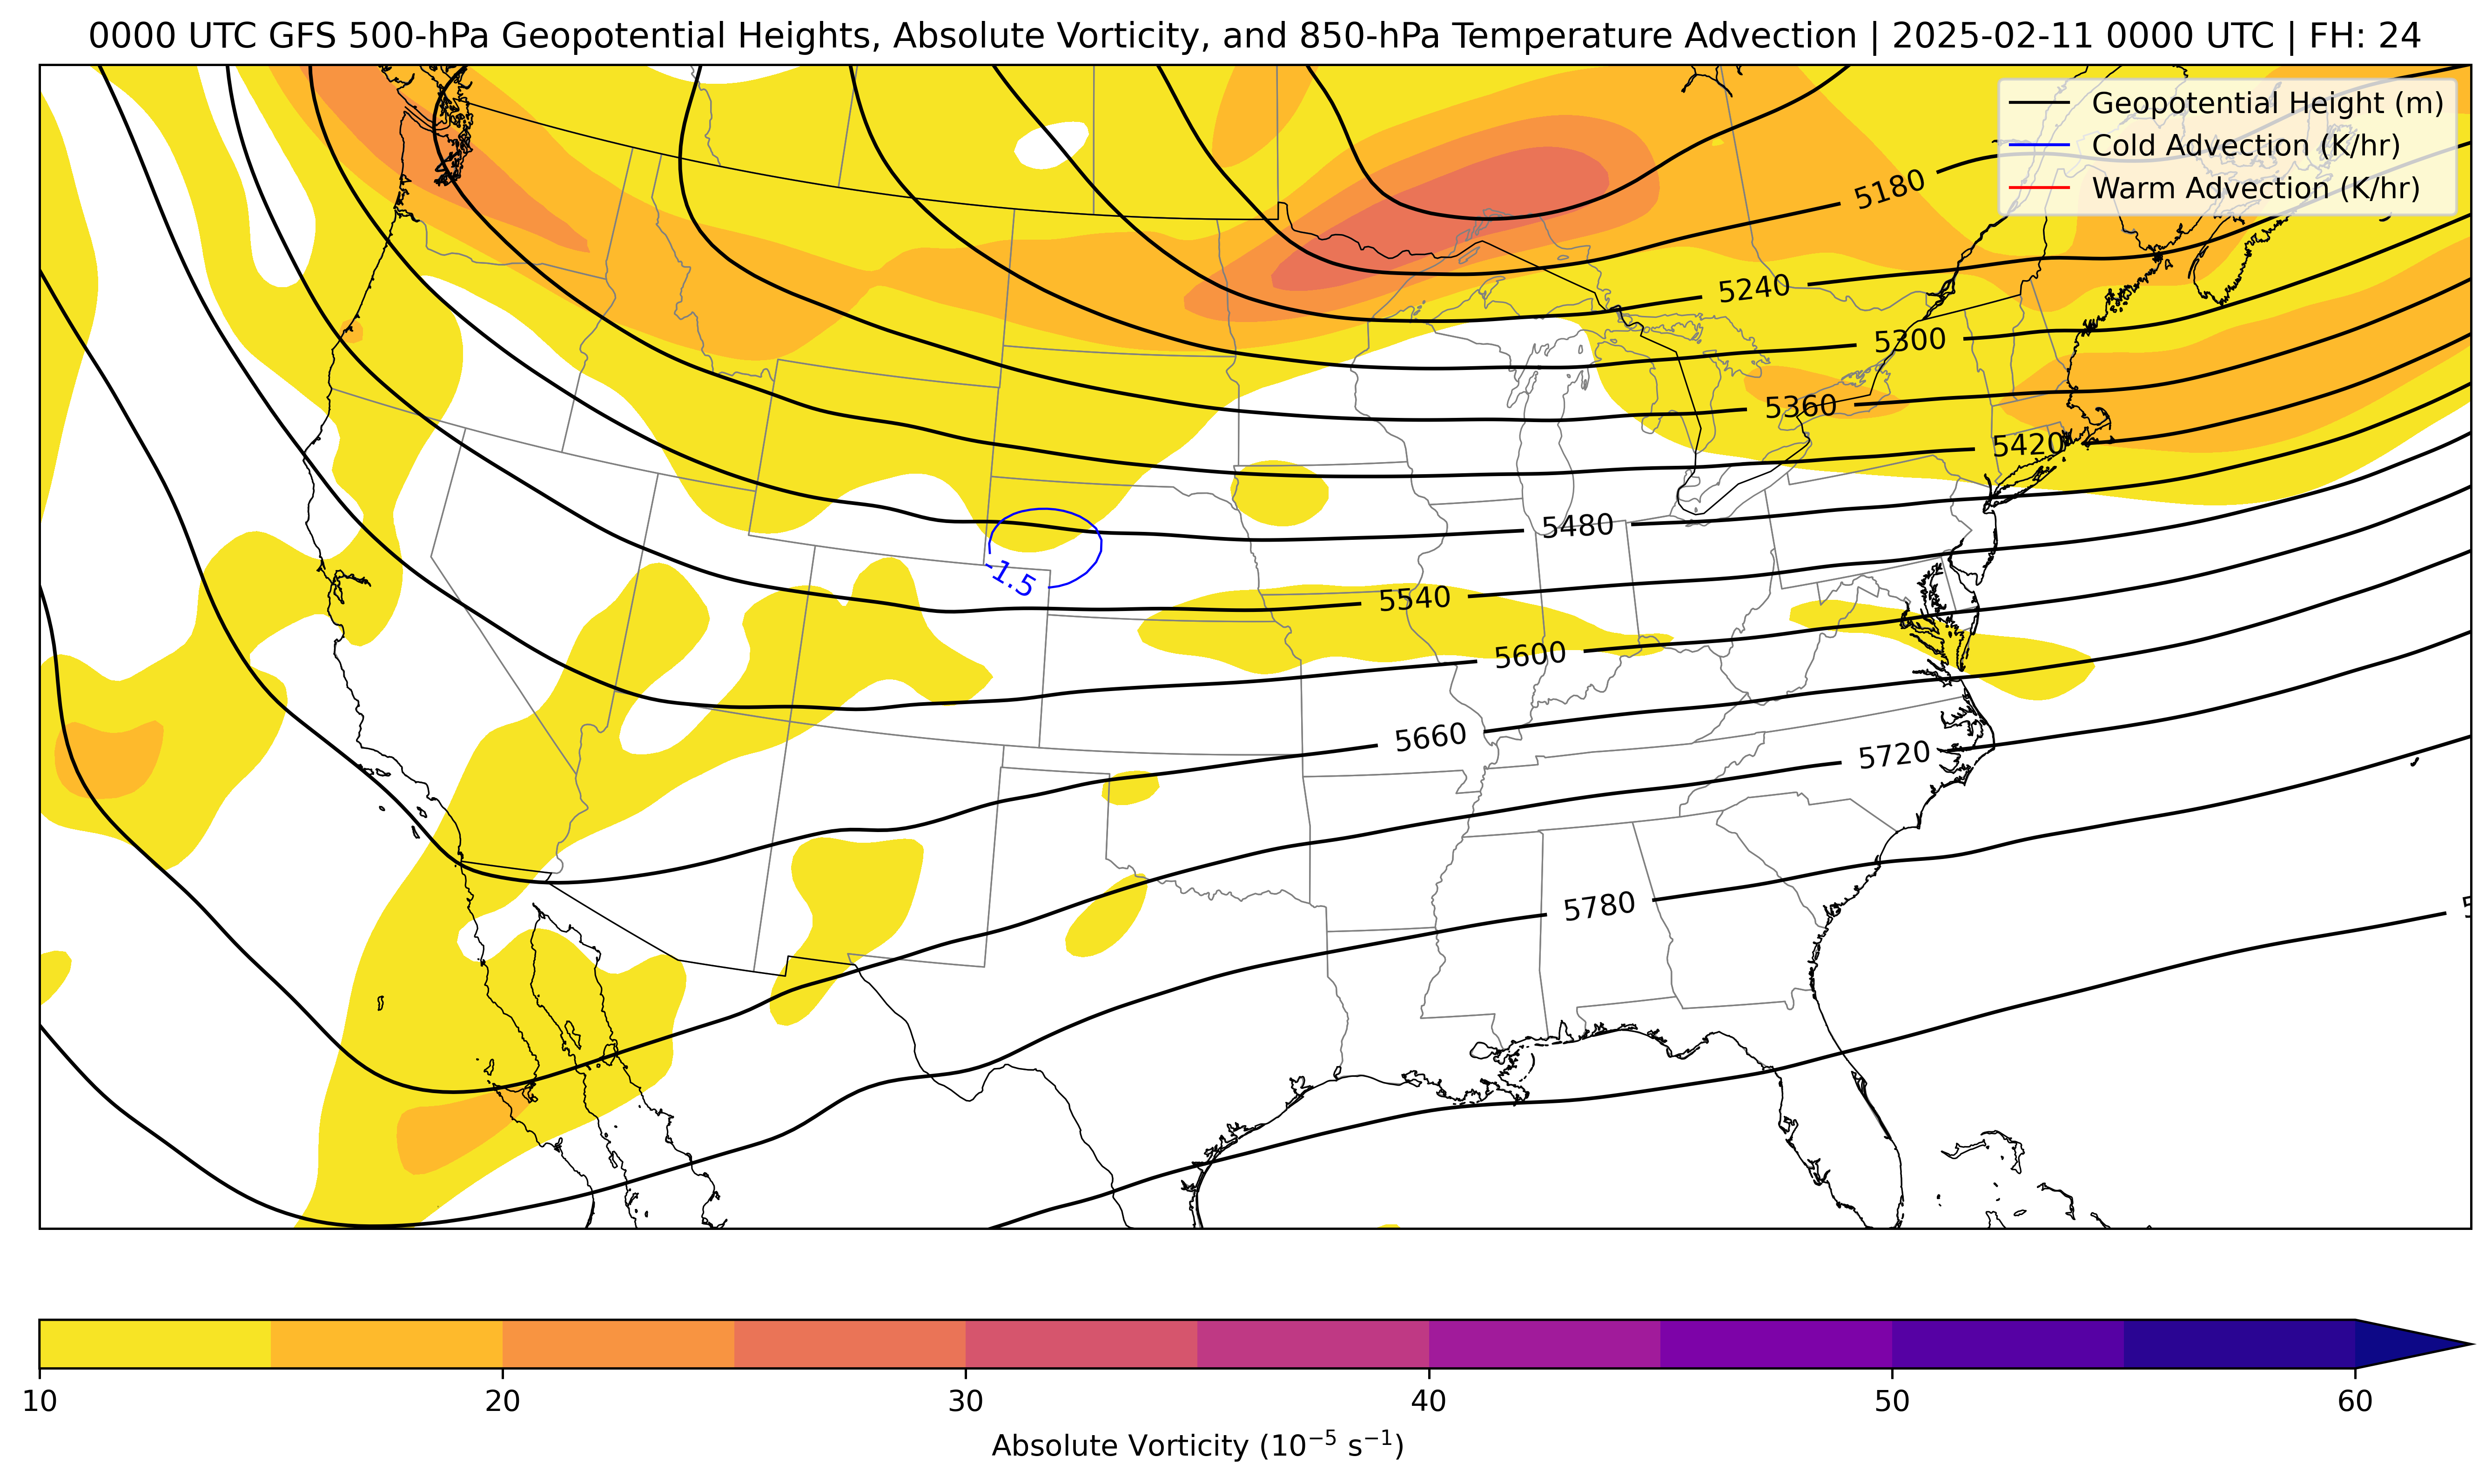 0000 UTC GFS 500-hPa Geopotential Heights, Absolute Vorticity, and 850-hPa Temperature Advection | 2025-02-11 0000 UTC | FH: 24
Geopotential Height (m)
Cold Advection (K/hr)
Warm Advection (K/hr)
5180
5240
5300
5360
5420
5480
-1.5
5540
5600
5660
5720
5780
10 20 30 40 50 60
Absolute Vorticity (10⁻⁵ s⁻¹)